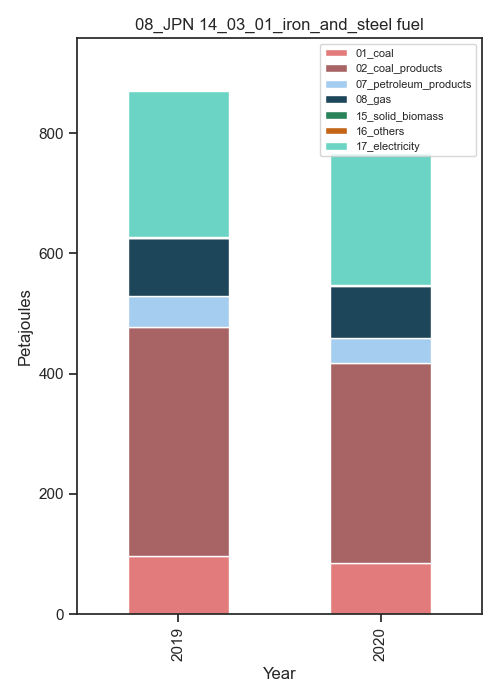 08_JPN 14_03_01_iron_and_steel fuel
01_coal
02_coal_products
07_petroleum_products
08_gas
15_solid_biomass
16_others
17_electricity
800
600
400
200
0
Petajoules
2019
2020
Year